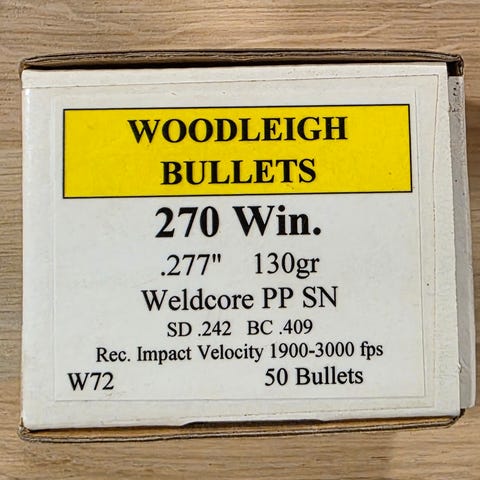 WOODLEIGH
BULLETS
270 Win.
.277" 130gr
Weldcore PP SN
SD .242 BC .409
Rec. Impact Velocity 1900-3000 fps
W72 50 Bullets